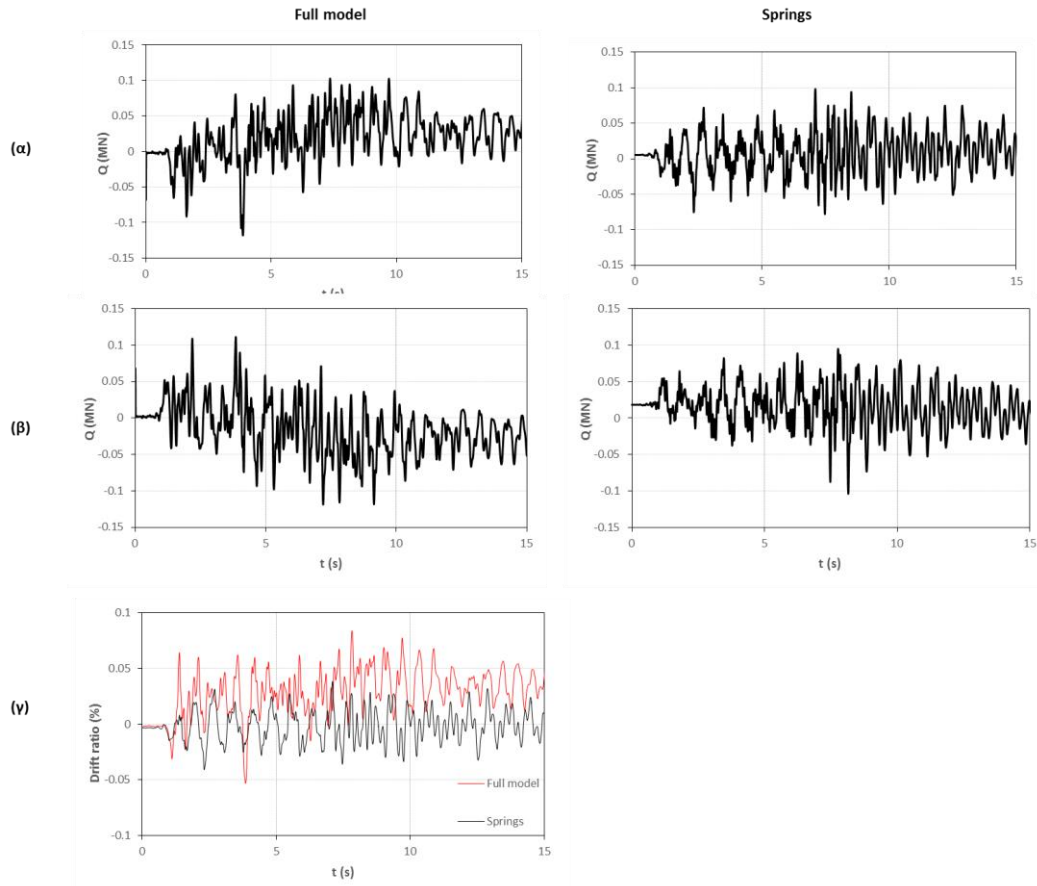 Full model Springs
(α)
0.15
0.1
0.05
0
-0.05
-0.1
-0.15
Q (MN)
0 5 10 15
t (s)
0.15
0.1
0.05
0
-0.05
-0.1
-0.15
Q (MN)
0 5 10 15
(β)
0.15
0.1
0.05
0
-0.05
-0.1
-0.15
Q (MN)
0 5 10 15
t (s)
0.15
0.1
0.05
0
-0.05
-0.1
-0.15
Q (MN)
0 5 10 15
t (s)
(γ)
0.1
0.05
0
-0.05
-0.1
Drift ratio (%)
Full model
Springs
0 5 10 15
t (s)